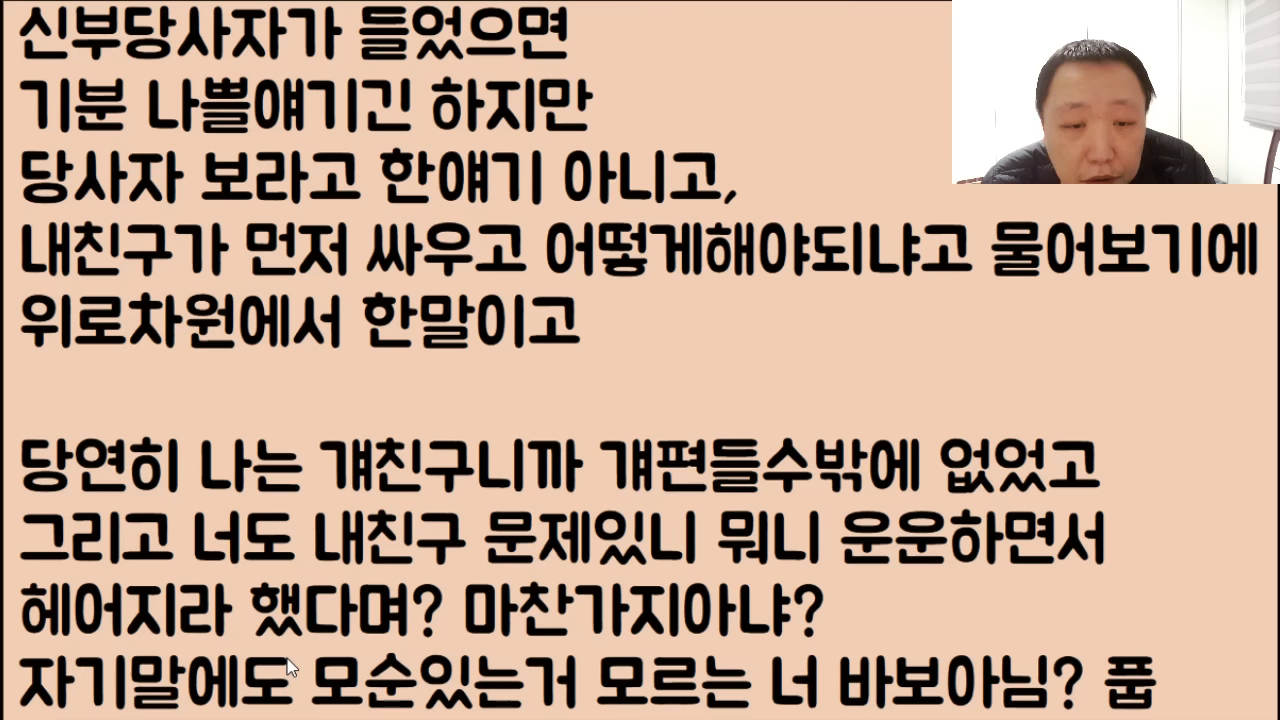 신부당사자가 들었으면
기분 나쁠얘기긴 하지만
당사자 보라고 한얘기 아니고,
내친구가 먼저 싸우고 어떻게해야되냐고 물어보기에
위로차원에서 한말이고
당연히 나는 걔친구니까 걔편들수밖에 없었고
그리고 너도 내친구 문제있니 뭐니 운운하면서
헤어지라 했다며? 마찬가지아냐?
자기말에도 모순있는거 모르는 너 바보아님? 풉